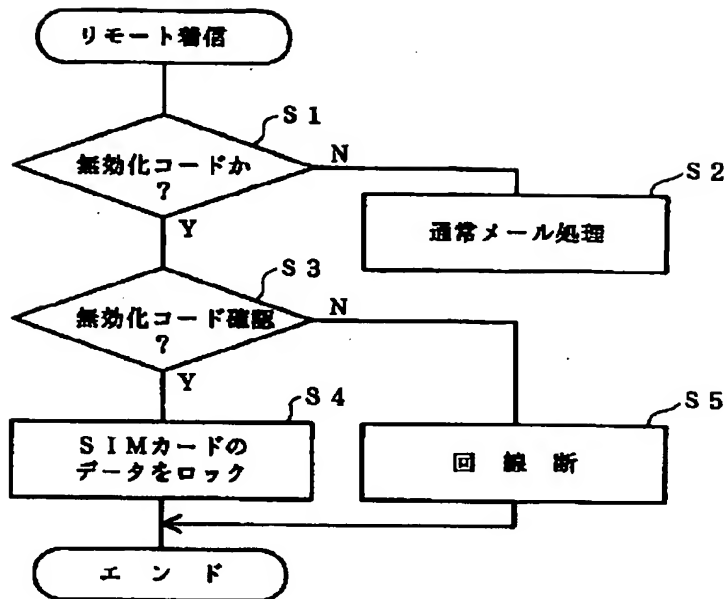 リモート着信
S1
無効化コードか
?
N
Y
S2
通常メール処理
S3
無効化コード確認
?
N
Y
S4
SIMカードの
データをロック
S5
回線断
エンド